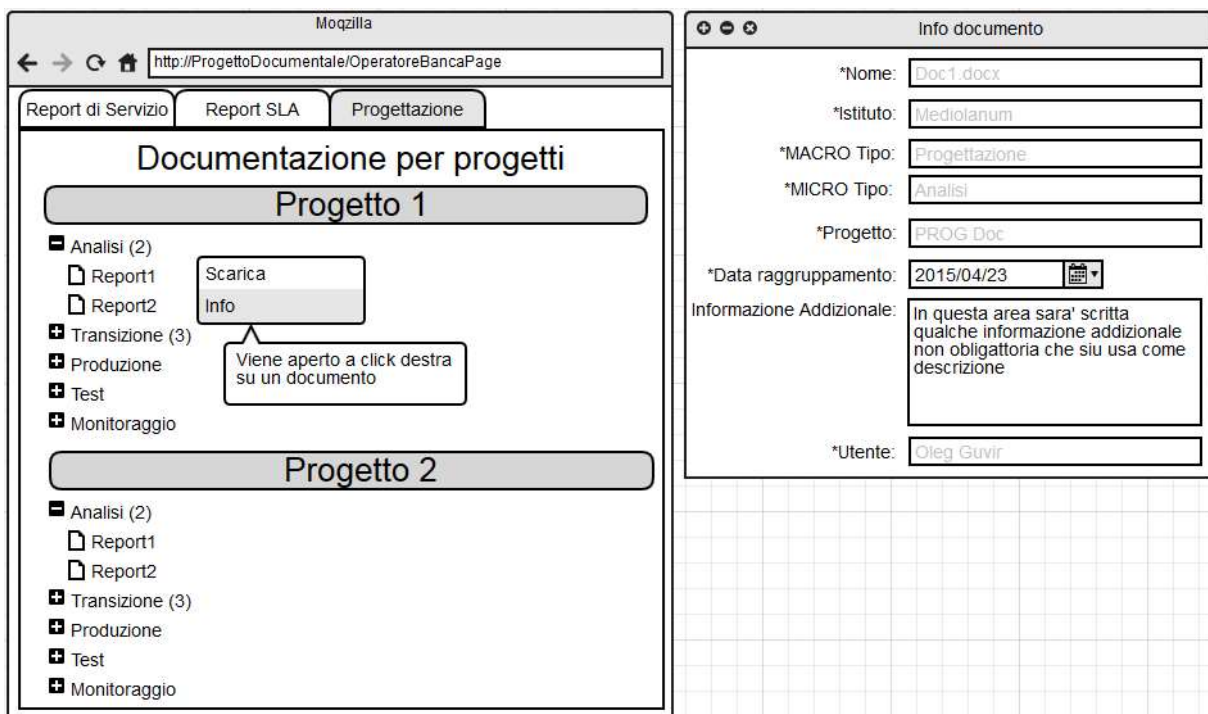 Moqzilla
http://ProgettoDocumentale/OperatoreBancaPage
Report di Servizio Report SLA Progettazione
Documentazione per progetti
Progetto 1
Analisi (2)
Report1
Report2
Transizione (3)
Produzione
Test
Monitoraggio
Scarica
Info
Viene aperto a click destra
su un documento
Progetto 2
Analisi (2)
Report1
Report2
Transizione (3)
Produzione
Test
Monitoraggio
Info documento
*Nome: Doc1.docx
*Istituto: Mediolanum
*MACRO Tipo: Progettazione
*MICRO Tipo: Analisi
*Progetto: PROG Doc
*Data raggruppamento: 2015/04/23
Informazione Addizionale: In questa area sara' scritta
qualche informazione addizionale
non obligattoria che siu usa come
descrizione
*Utente: Oleg Guvir